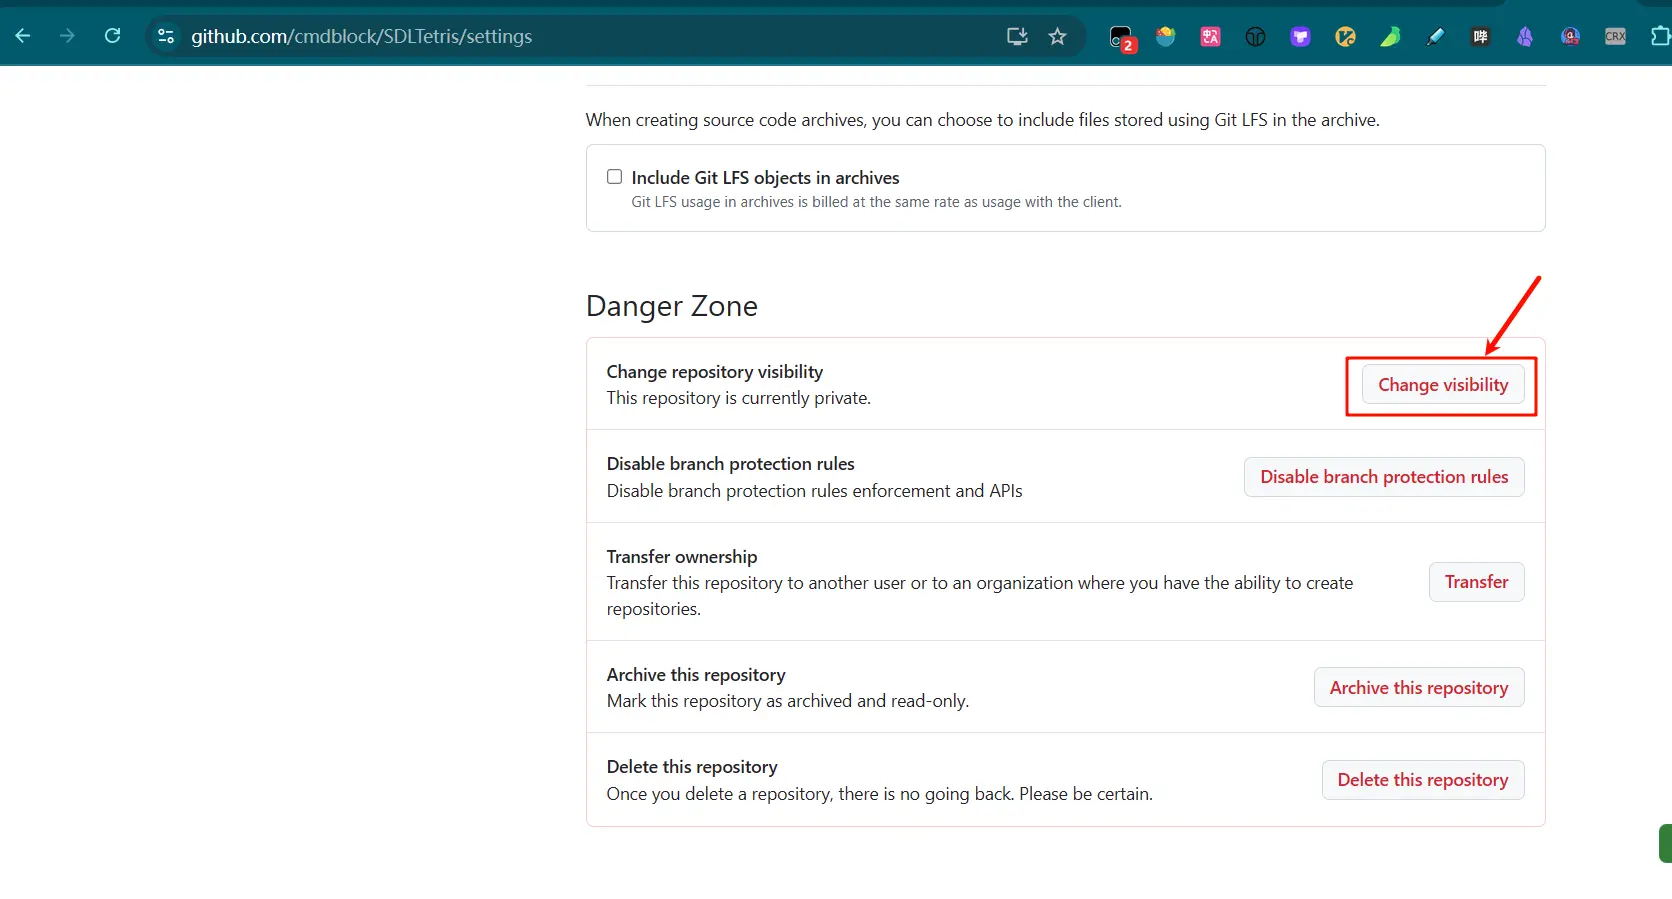 github.com/cmdblock/SDLTetris/settings
2
中A
哔
CRX
When creating source code archives, you can choose to include files stored using Git LFS in the archive.
Include Git LFS objects in archives
Git LFS usage in archives is billed at the same rate as usage with the client.
Danger Zone
Change repository visibility
This repository is currently private.
Change visibility
Disable branch protection rules
Disable branch protection rules enforcement and APIs
Disable branch protection rules
Transfer ownership
Transfer this repository to another user or to an organization where you have the ability to create
repositories.
Transfer
Archive this repository
Mark this repository as archived and read-only.
Archive this repository
Delete this repository
Once you delete a repository, there is no going back. Please be certain.
Delete this repository